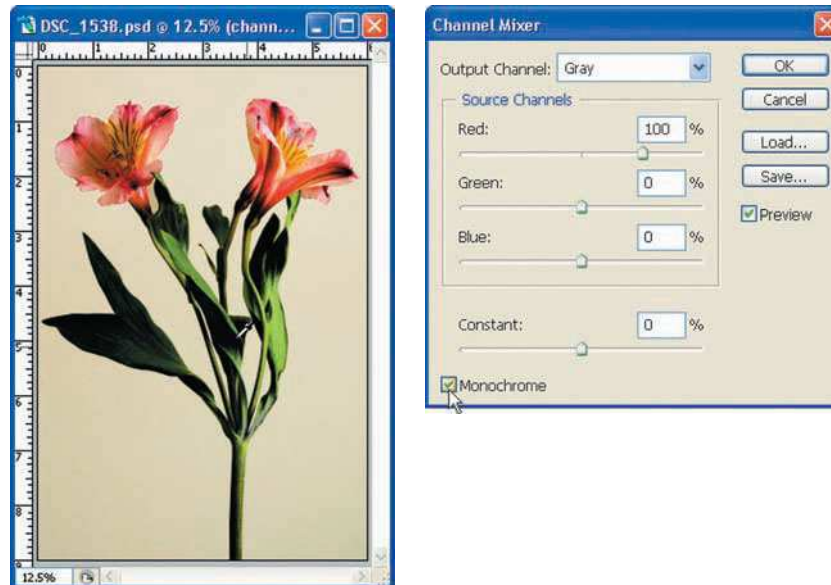 DSC_1538.psd @ 12.5% (chann...
0 1 2 3 4 5
0
1
2
3
4
5
6
7
8
9
12.5%
Channel Mixer
Output Channel: Gray
OK
Source Channels
Cancel
Red: 100 %
Load...
Green: 0 %
Save...
Preview
Blue: 0 %
Constant: 0 %
Monochrome